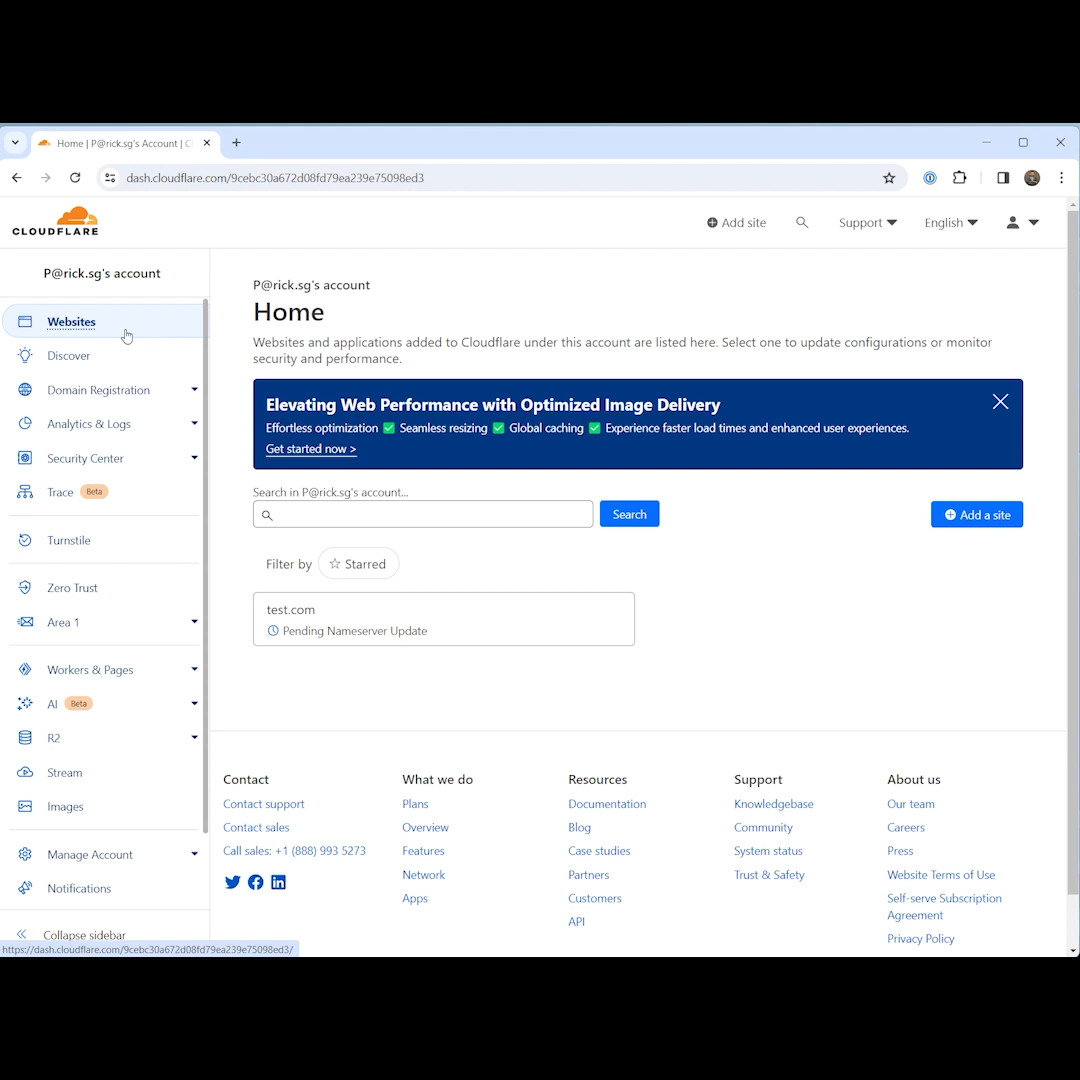 Home | P@rick.sg's Account | C
dash.cloudflare.com/9cebc30a672d08fd79ea239e75098ed3
CLOUDFLARE
Add site
Support
English
P@rick.sg's account
Websites
Discover
Domain Registration
Analytics & Logs
Security Center
Trace Beta
Turnstile
Zero Trust
Area 1
Workers & Pages
AI Beta
R2
Stream
Images
Manage Account
Notifications
Collapse sidebar
https://dash.cloudflare.com/9cebc30a672d08fd79ea239e75098ed3/
P@rick.sg's account
Home
Websites and applications added to Cloudflare under this account are listed here. Select one to update configurations or monitor
security and performance.
Elevating Web Performance with Optimized Image Delivery
Effortless optimization ✅ Seamless resizing ✅ Global caching ✅ Experience faster load times and enhanced user experiences.
Get started now >
Search in P@rick.sg's account...
Search
Add a site
Filter by
Starred
test.com
Pending Nameserver Update
Contact
Contact support
Contact sales
Call sales: +1 (888) 993 5273
What we do
Plans
Overview
Features
Network
Apps
Resources
Documentation
Blog
Case studies
Partners
Customers
API
Support
Knowledgebase
Community
System status
Trust & Safety
About us
Our team
Careers
Press
Website Terms of Use
Self-serve Subscription
Agreement
Privacy Policy